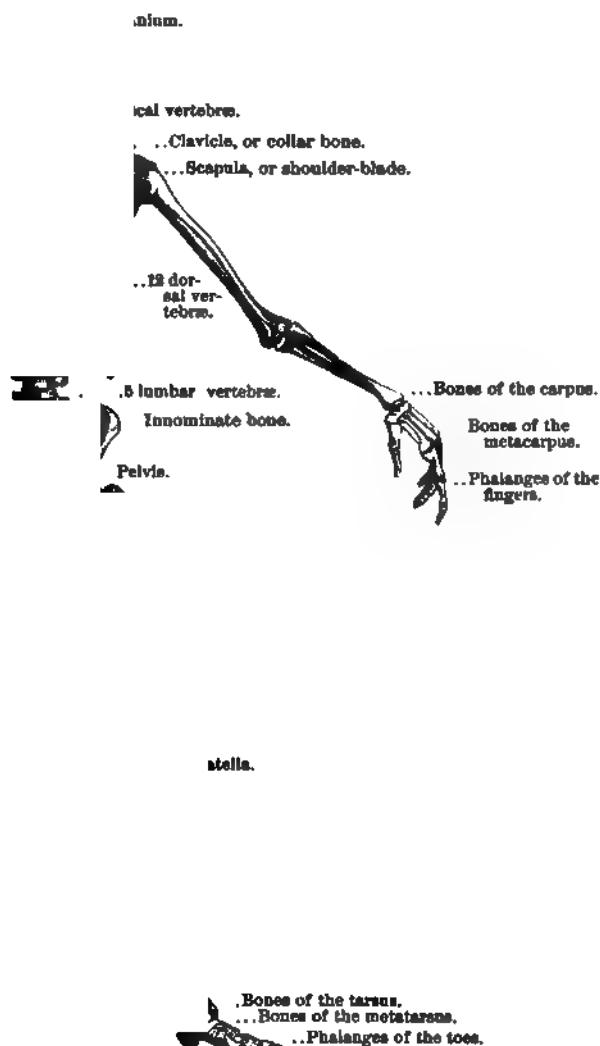 nium.
ical vertebræ.
..Clavicle, or collar bone.
...Scapula, or shoulder-blade.
..12 dor-
sal ver-
tebræ.
.5 lumbar vertebræ.
...Bones of the carpus.
Innominate bone.
Bones of the
metacarpus.
Pelvis.
..Phalanges of the
fingers.
atella.
.Bones of the tarsus.
...Bones of the metatarsus.
..Phalanges of the toes.